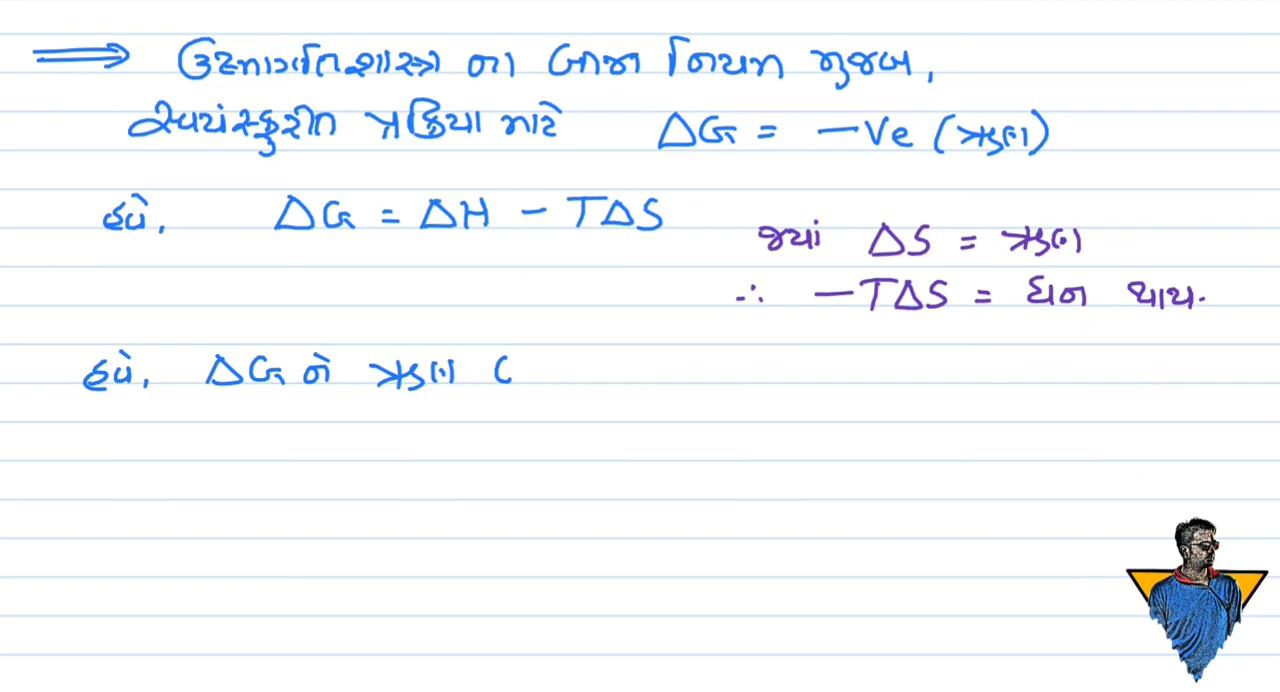 ⟹ ઉષ્માગતિશાસ્ત્ર ના બીજા નિયમ મુજબ,
સ્વયંસ્ફુરીત પ્રક્રિયા માટે ΔG = -Ve (ઋણ)
હવે, ΔG = ΔH - TΔS
જ્યાં ΔS = ઋણ
∴ -TΔS = ધન થાય.
હવે, ΔG ને ઋણ (